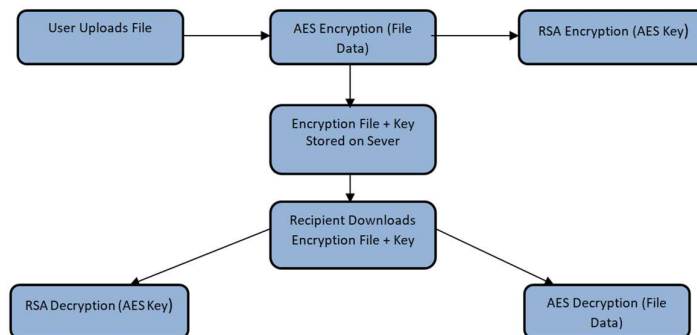 User Uploads File
AES Encryption (File
Data)
RSA Encryption (AES Key)
Encryption File + Key
Stored on Sever
Recipient Downloads
Encryption File + Key
RSA Decryption (AES Key)
AES Decryption (File
Data)